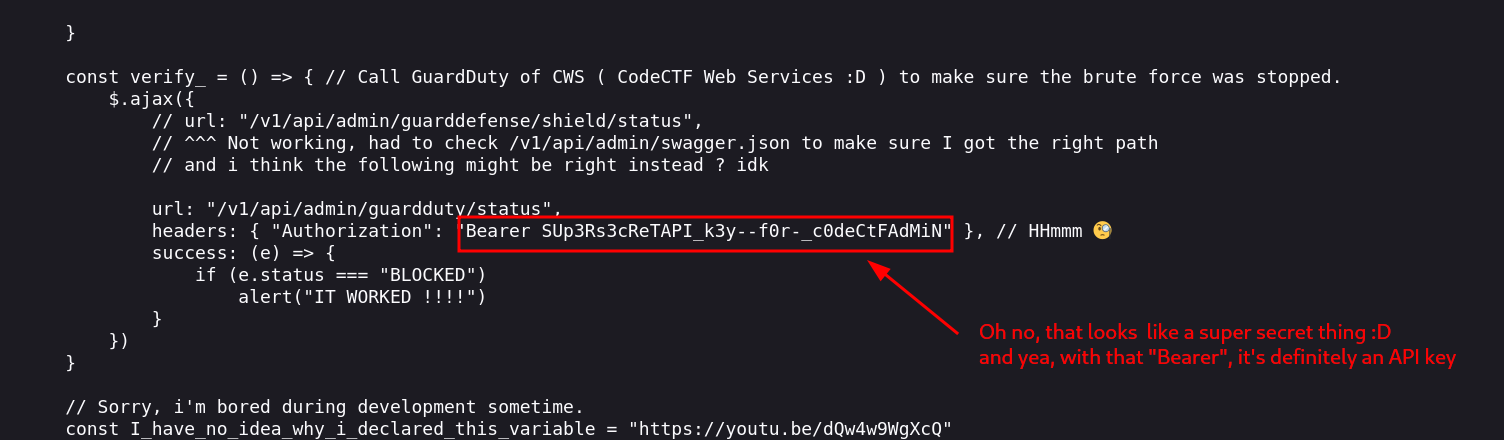 }
const verify_ = () => { // Call GuardDuty of CWS ( CodeCTF Web Services :D ) to make sure the brute force was stopped.
$.ajax({
// url: "/v1/api/admin/guarddefense/shield/status",
// ^^^ Not working, had to check /v1/api/admin/swagger.json to make sure I got the right path
// and i think the following might be right instead ? idk
url: "/v1/api/admin/guardduty/status",
headers: { "Authorization": "Bearer SUp3Rs3cReTAPI_k3y--f0r-_c0deCtFAdMiN" }, // HHmmm 🧐
success: (e) => {
if (e.status === "BLOCKED")
alert("IT WORKED !!!!")
}
})
}
Oh no, that looks like a super secret thing :D
and yea, with that "Bearer", it's definitely an API key
// Sorry, i'm bored during development sometime.
const I_have_no_idea_why_i_declared_this_variable = "https://youtu.be/dQw4w9WgXcQ"